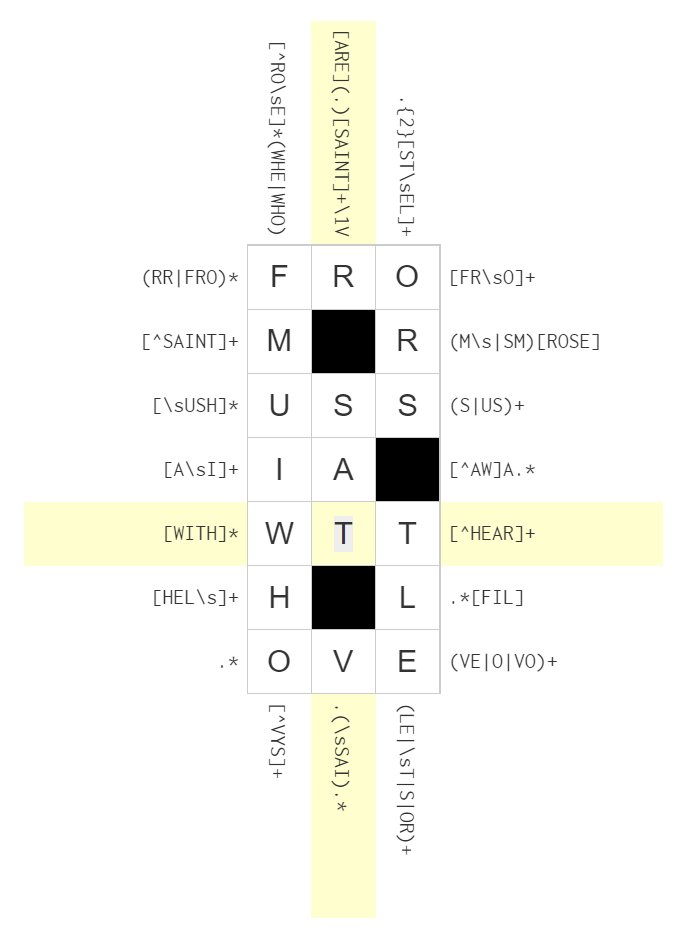 [^RO\sE]*(WHE|WHO)
[ARE](.)[SAINT]+\1V
.{2}[ST\sEL]+
(RR|FRO)* F R O [FR\sO]+
[^SAINT]+ M R (M\s|SM)[ROSE]
[\sUSH]* U S S (S|US)+
[A\sI]+ I A [^AW]A.*
[WITH]* W T T [^HEAR]+
[HEL\s]+ H L .*[FIL]
.* O V E (VE|O|VO)+
[^VYS]+
.(\sSAI).*
(LE|\sT|S|OR)+